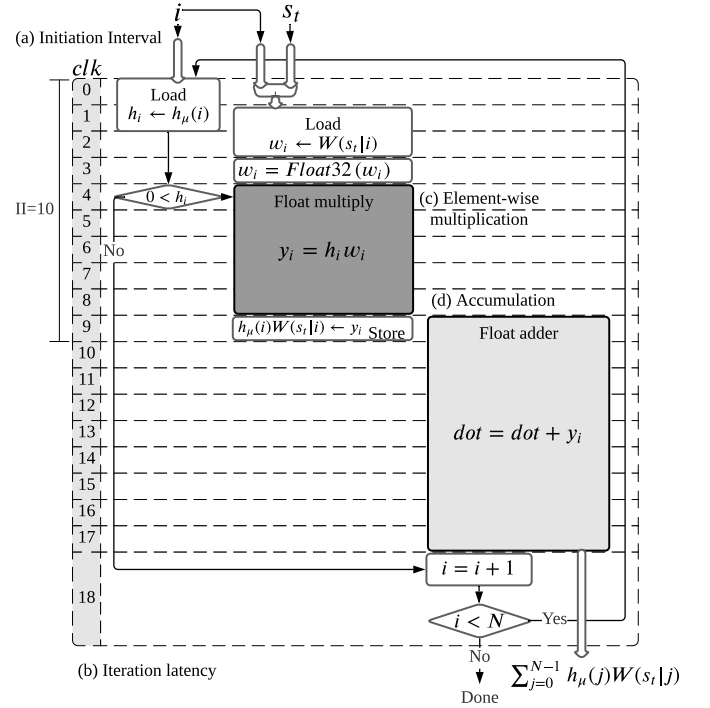 i
s_t
(a) Initiation Interval
clk
0
Load
h_i ← h_μ(i)
1
Load
2
w_i ← W(s_t|i)
3
w_i = Float32(w_i)
4
0 < h_i
Float multiply
(c) Element-wise
multiplication
5
II=10
No
6
y_i = h_i w_i
7
8
(d) Accumulation
9
h_μ(i)W(s_t|i) ← y_i Store
Float adder
10
11
12
13
dot = dot + y_i
14
15
16
17
i = i + 1
18
i < N
Yes
No
(b) Iteration latency
∑_{j=0}^{N-1} h_μ(j)W(s_t|j)
Done